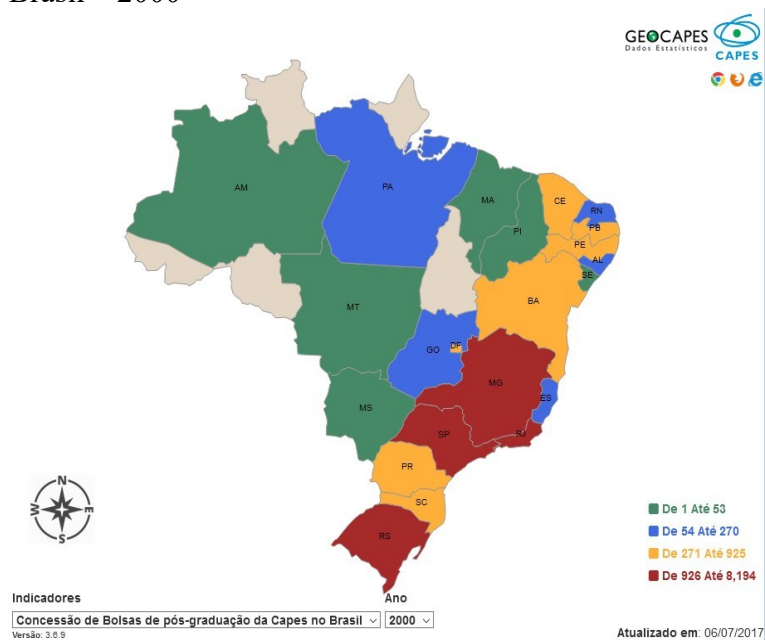 GEOCAPES
Dados Estatísticos
CAPES
AM
PA
MA
CE
RN
PI
PB
PE
AL
SE
BA
MT
GO
DF
MG
ES
MS
SP
RJ
PR
SC
RS
N
E
S
W
De 1 Até 53
De 54 Até 270
De 271 Até 925
De 926 Até 8,194
Indicadores Ano
Concessão de Bolsas de pós-graduação da Capes no Brasil 2000
Versão: 3.6.9
Atualizado em: 06/07/2017